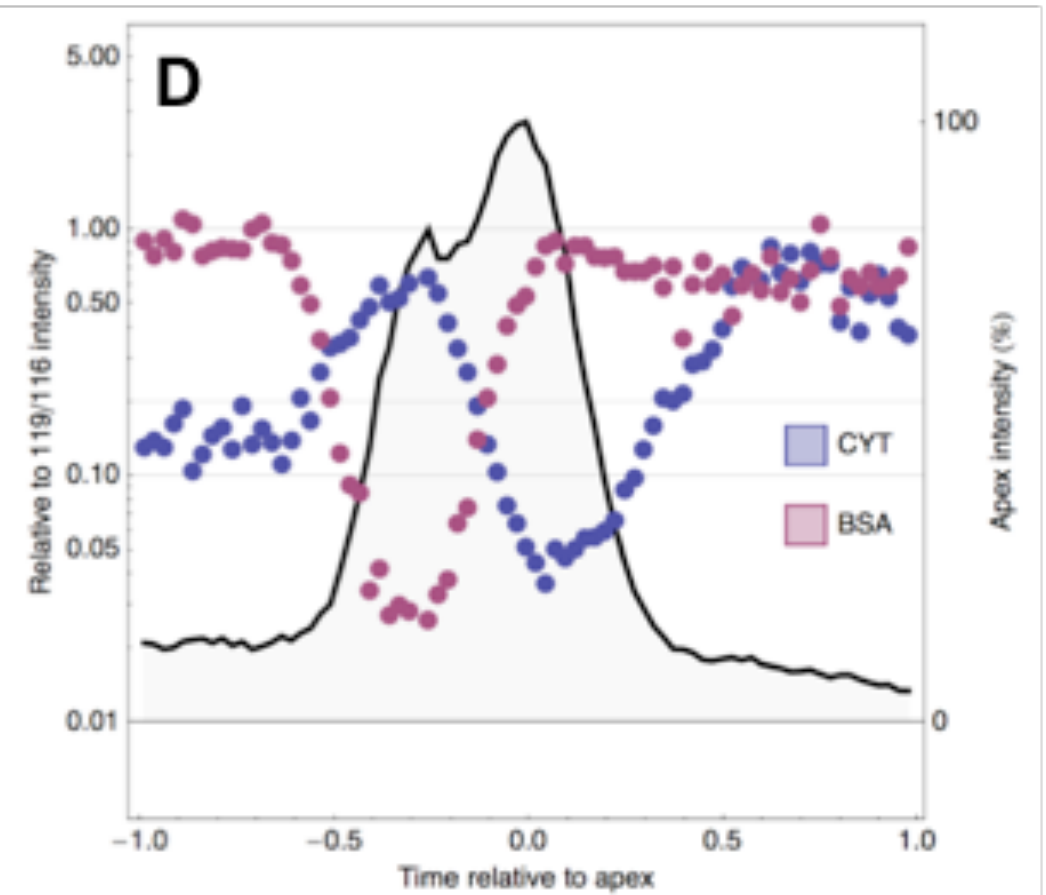 D
5.00
1.00
0.50
0.10
0.05
0.01
Relative to 119/116 intensity
100
0
Apex intensity (%)
CYT
BSA
−1.0
−0.5
0.0
0.5
1.0
Time relative to apex